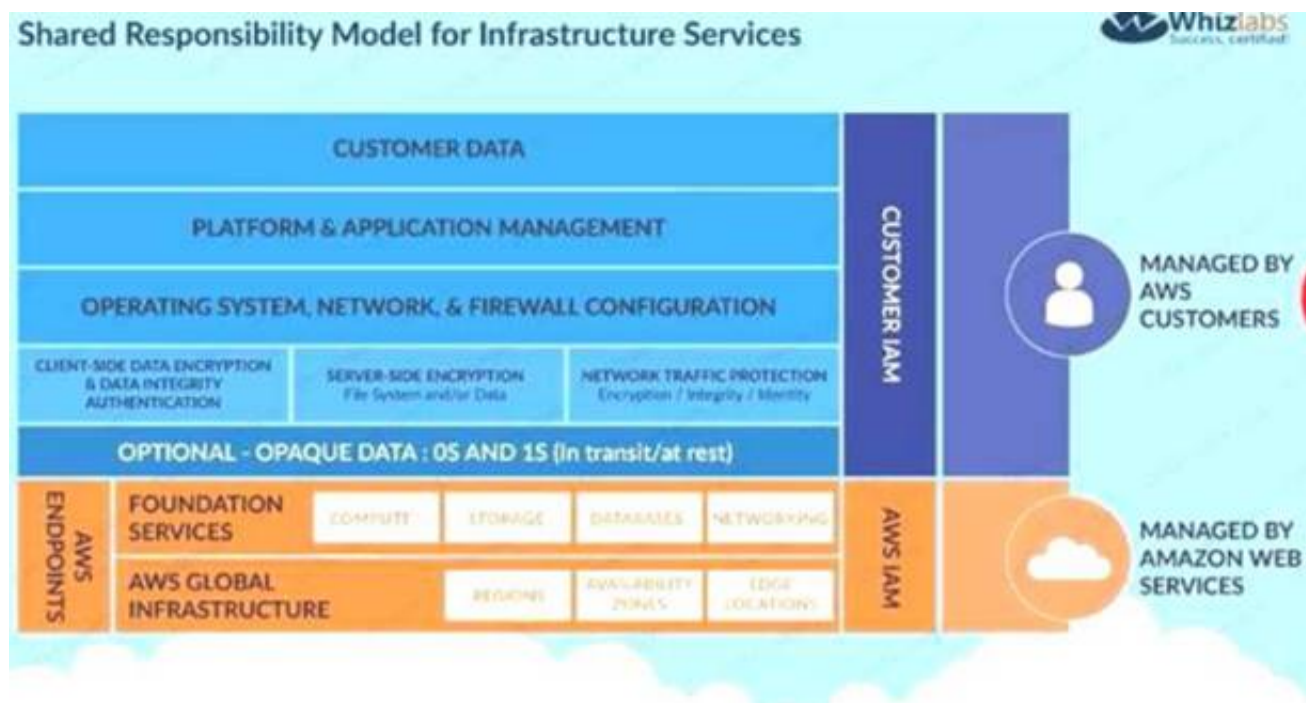 Shared Responsibility Model for Infrastructure Services
Whizlabs
Success, certified!
CUSTOMER DATA
PLATFORM & APPLICATION MANAGEMENT
OPERATING SYSTEM, NETWORK, & FIREWALL CONFIGURATION
CLIENT-SIDE DATA ENCRYPTION
& DATA INTEGRITY
AUTHENTICATION
SERVER-SIDE ENCRYPTION
File System and/or Data
NETWORK TRAFFIC PROTECTION
Encryption / Integrity / Identity
OPTIONAL - OPAQUE DATA : 0S AND 1S (In transit/at rest)
CUSTOMER IAM
MANAGED BY
AWS
CUSTOMERS
AWS
ENDPOINTS
FOUNDATION
SERVICES
COMPUTE
STORAGE
DATABASES
NETWORKING
AWS GLOBAL
INFRASTRUCTURE
REGIONS
AVAILABILITY
ZONES
EDGE
LOCATIONS
AWS IAM
MANAGED BY
AMAZON WEB
SERVICES